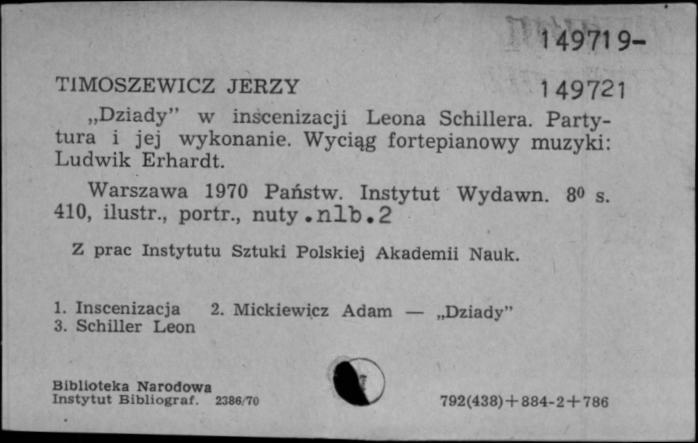 149719-
TIMOSZEWICZ JERZY 149721
„Dziady” w inscenizacji Leona Schillera. Party-
tura i jej wykonanie. Wyciąg fortepianowy muzyki:
Ludwik Erhardt.
Warszawa 1970 Państw. Instytut Wydawn. 8⁰ s.
410, ilustr., portr., nuty.nlb.2
Z prac Instytutu Sztuki Polskiej Akademii Nauk.
1. Inscenizacja 2. Mickiewicz Adam — „Dziady”
3. Schiller Leon
Biblioteka Narodowa
Instytut Bibliograf. 2386/70 792(438)+884-2+786